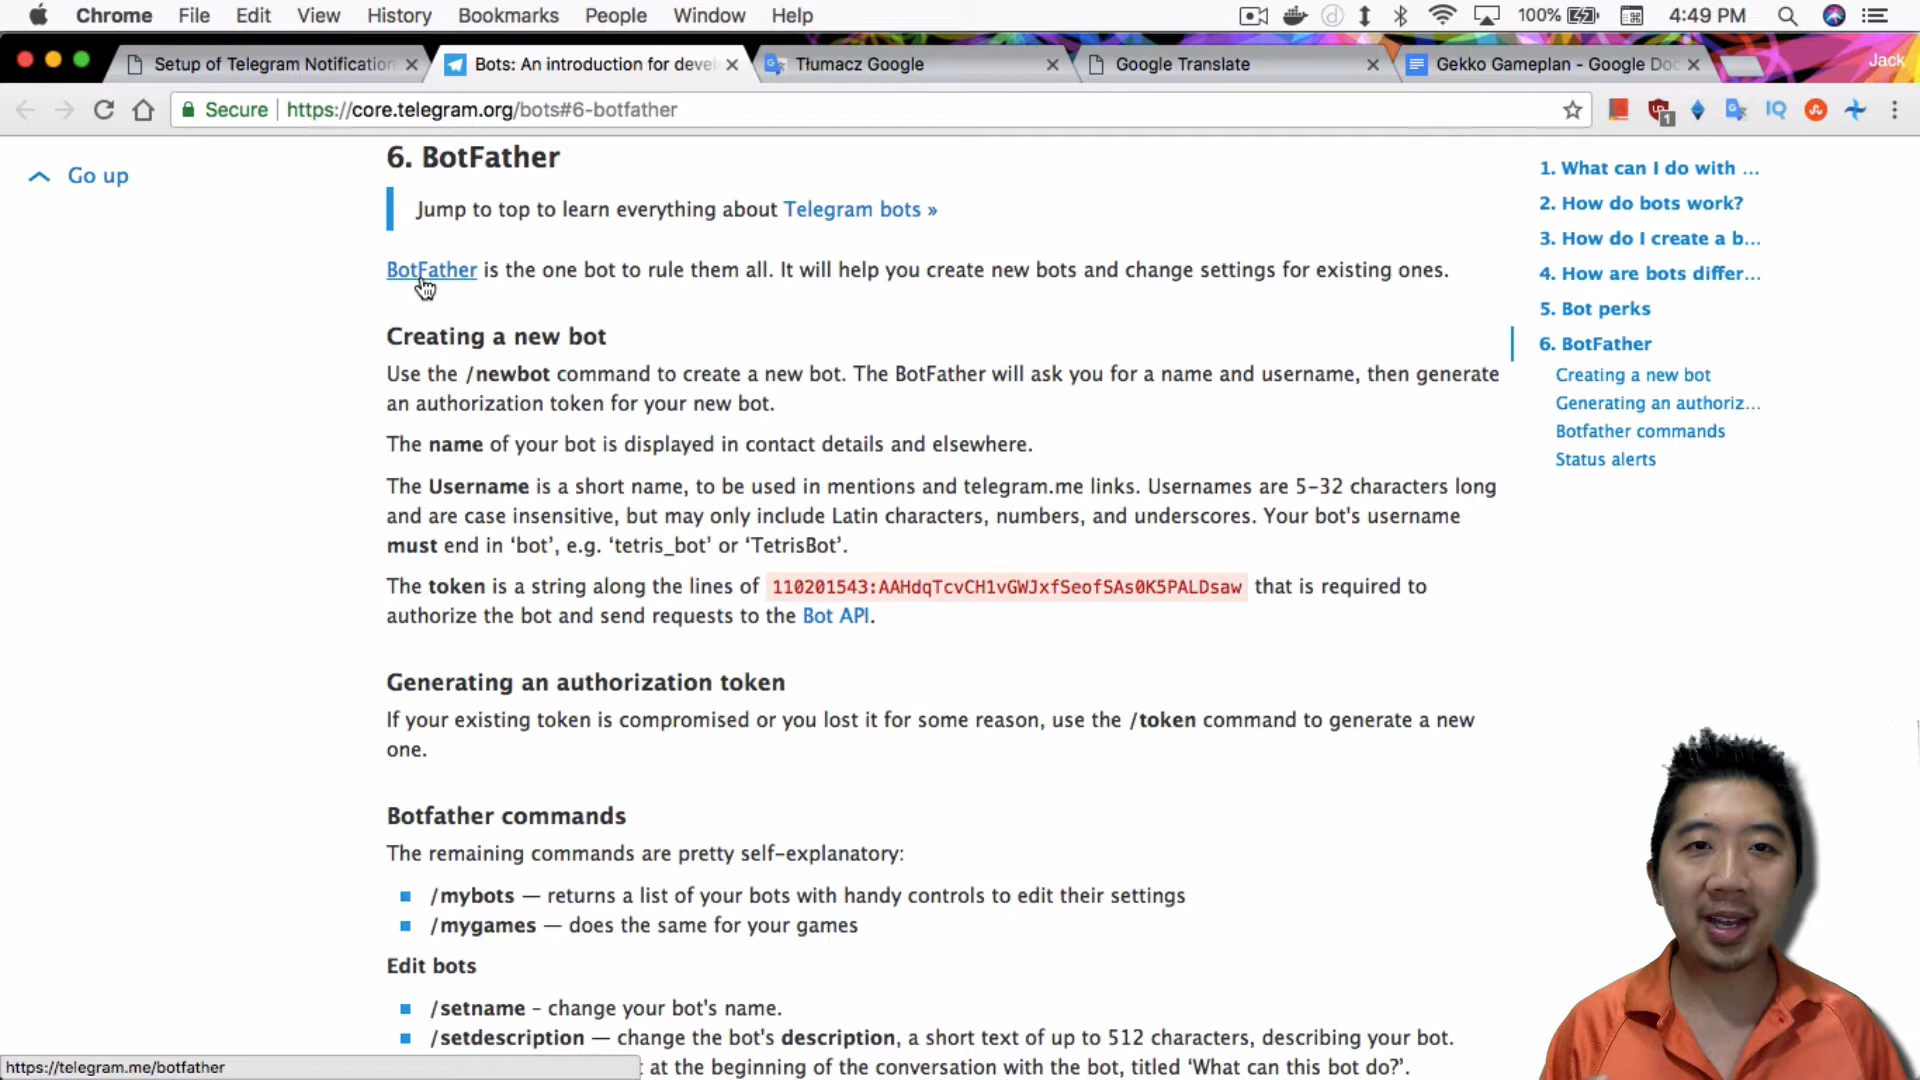 Chrome File Edit View History Bookmarks People Window Help 100% 4:49 PM
Setup of Telegram Notification
Bots: An introduction for deve
Tłumacz Google
Google Translate
Gekko Gameplan - Google Doc
Jack
Secure https://core.telegram.org/bots#6-botfather
Go up
6. BotFather
Jump to top to learn everything about Telegram bots »
BotFather is the one bot to rule them all. It will help you create new bots and change settings for existing ones.
Creating a new bot
Use the /newbot command to create a new bot. The BotFather will ask you for a name and username, then generate
an authorization token for your new bot.
The name of your bot is displayed in contact details and elsewhere.
The Username is a short name, to be used in mentions and telegram.me links. Usernames are 5-32 characters long
and are case insensitive, but may only include Latin characters, numbers, and underscores. Your bot's username
must end in ‘bot’, e.g. ‘tetris_bot’ or ‘TetrisBot’.
The token is a string along the lines of 110201543:AAHdqTcvCH1vGWJxfSeofSAs0K5PALDsaw that is required to
authorize the bot and send requests to the Bot API.
Generating an authorization token
If your existing token is compromised or you lost it for some reason, use the /token command to generate a new
one.
Botfather commands
The remaining commands are pretty self-explanatory:
/mybots — returns a list of your bots with handy controls to edit their settings
/mygames — does the same for your games
Edit bots
/setname - change your bot's name.
/setdescription — change the bot's description, a short text of up to 512 characters, describing your bot.
at the beginning of the conversation with the bot, titled ‘What can this bot do?’.
https://telegram.me/botfather
1. What can I do with ...
2. How do bots work?
3. How do I create a b...
4. How are bots differ...
5. Bot perks
6. BotFather
Creating a new bot
Generating an authoriz...
Botfather commands
Status alerts